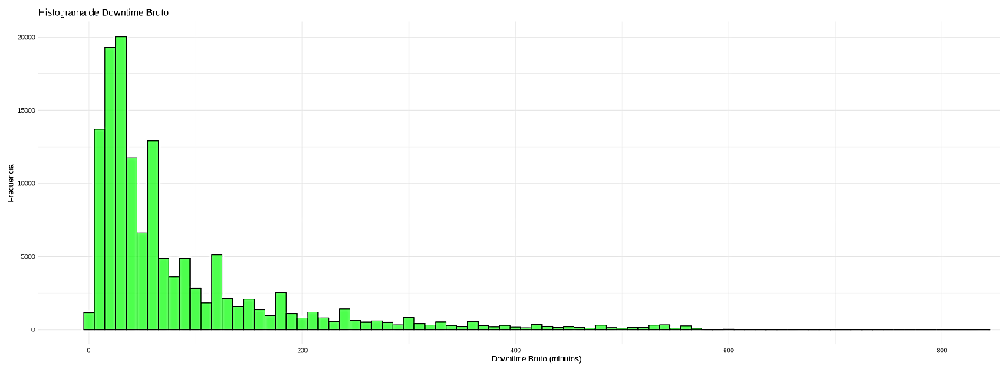 Histograma de Downtime Bruto
20000
15000
10000
5000
0
Frecuencia
0 200 400 600 800
Downtime Bruto (minutos)